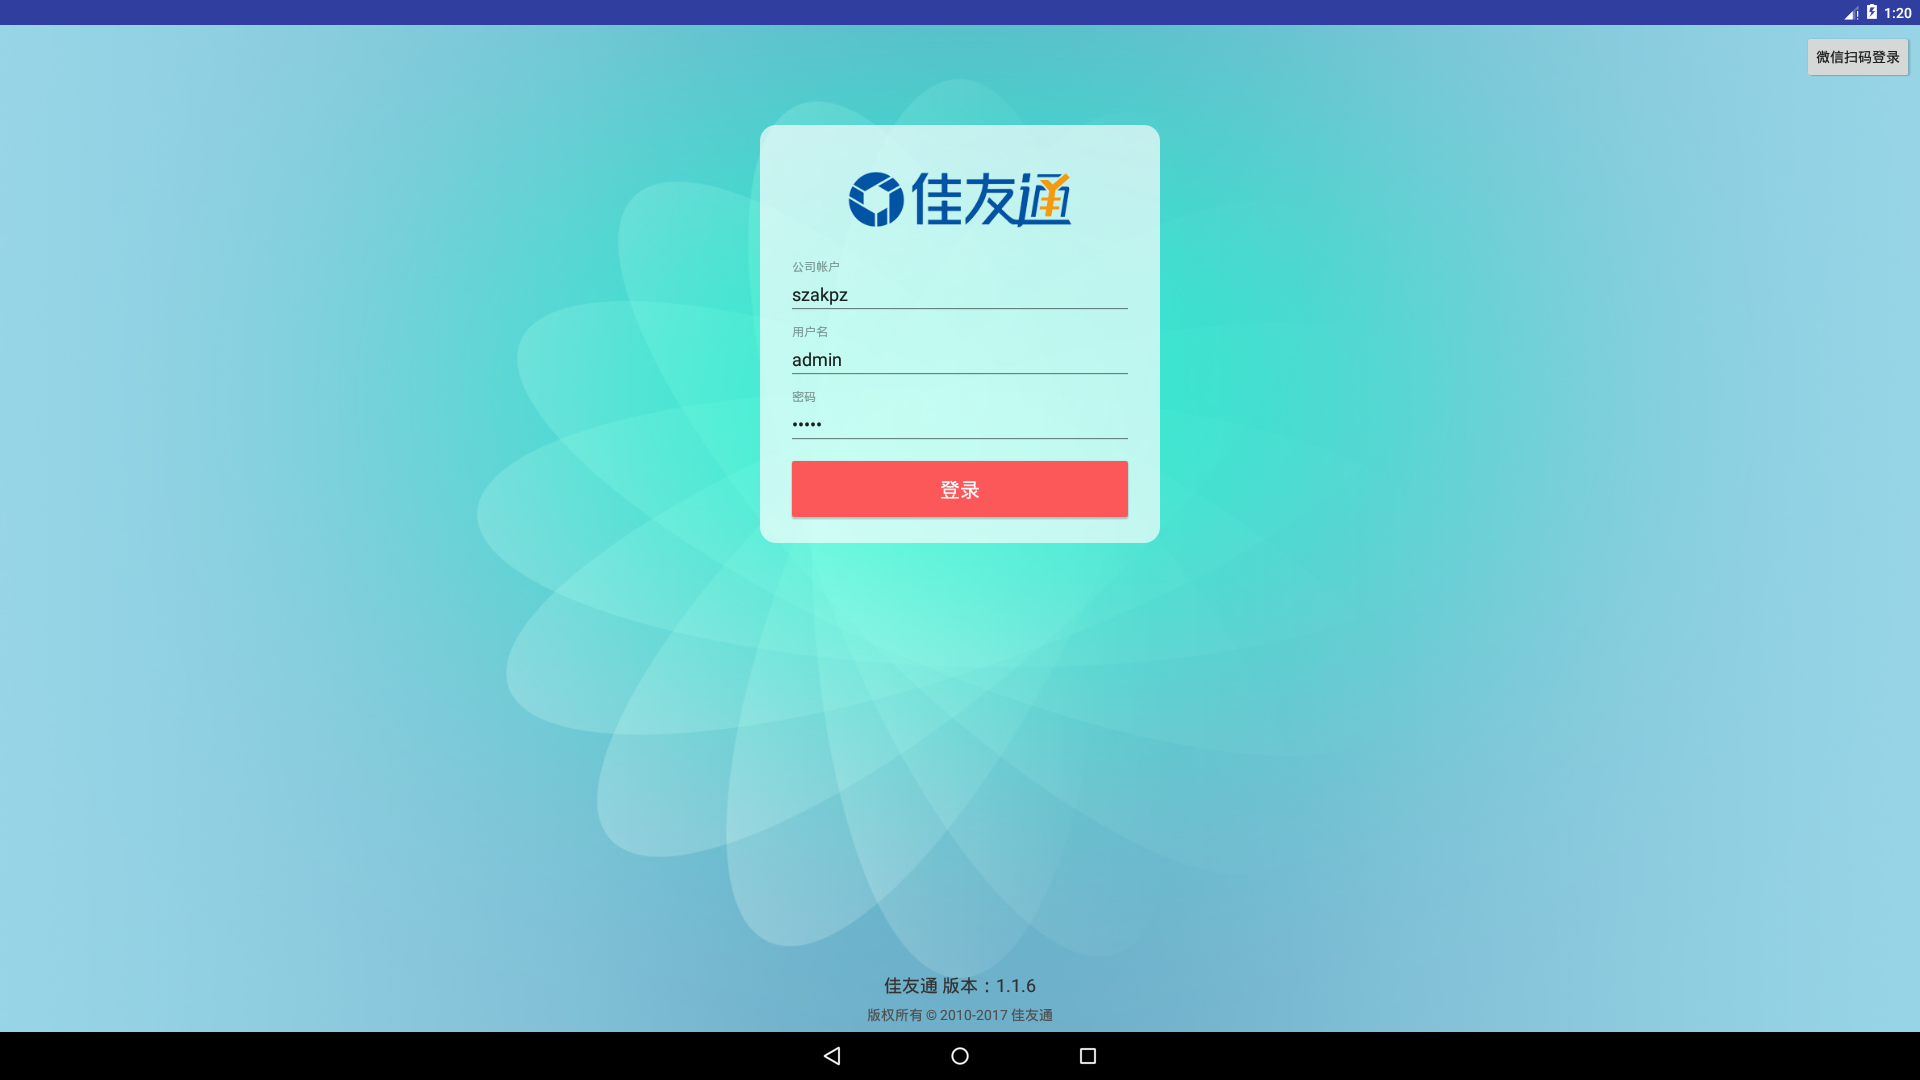 1:20
微信扫码登录
佳友通
公司帐户
szakpz
用户名
admin
密码
•••••
登录
佳友通 版本：1.1.6
版权所有 © 2010-2017 佳友通